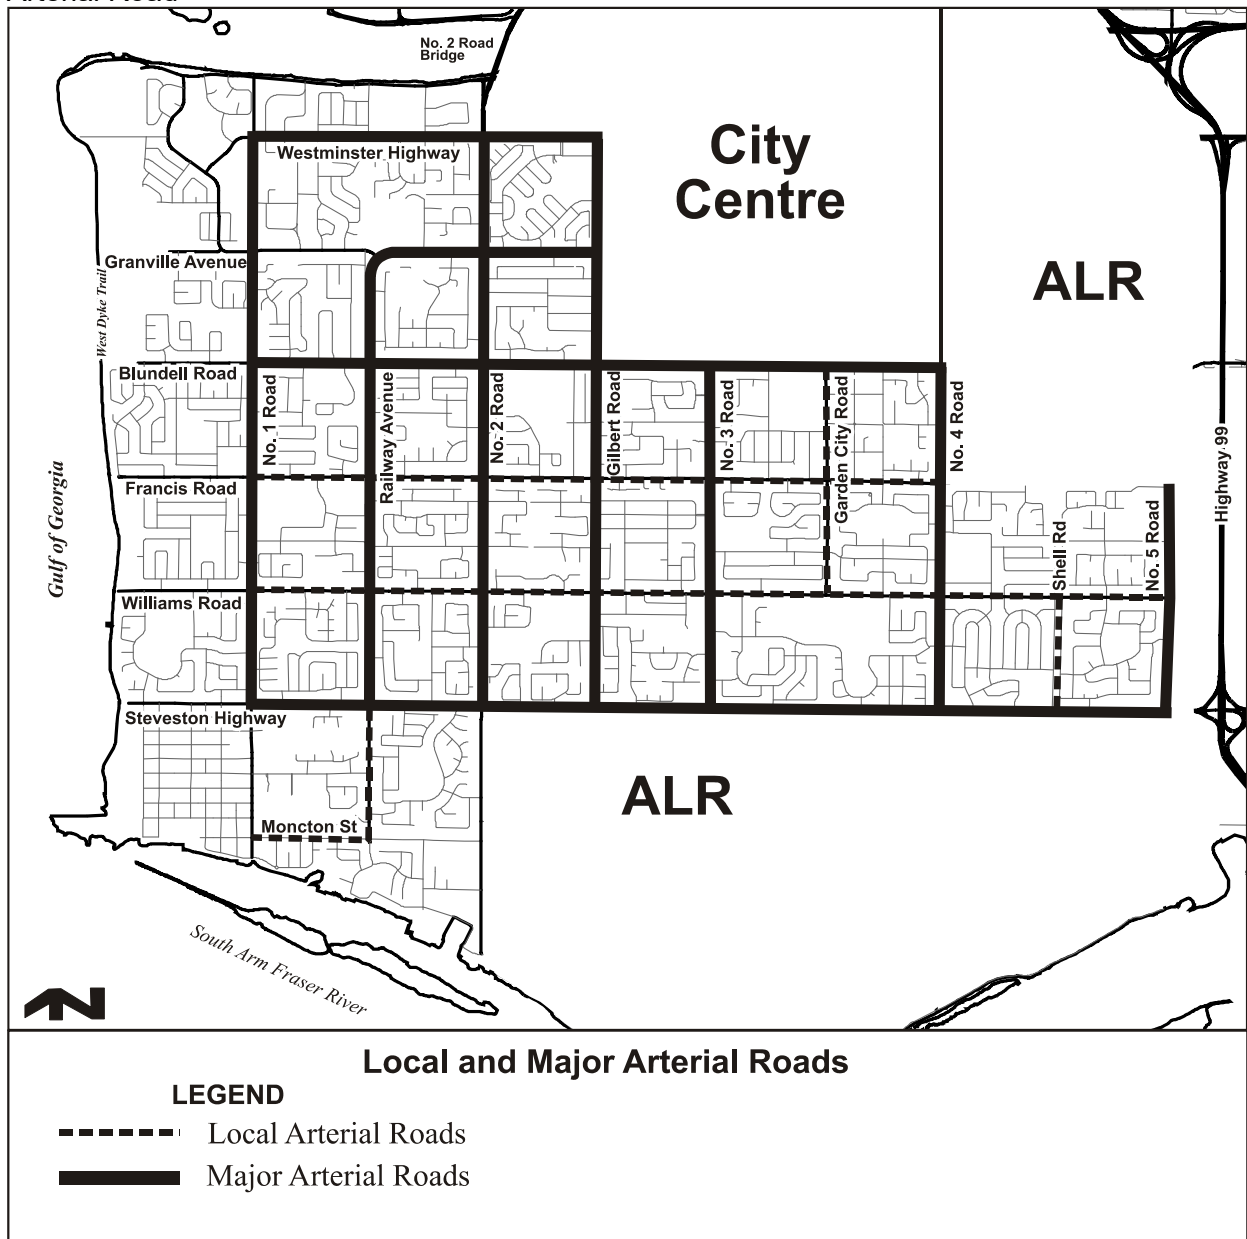 Arterial Road
No. 2 Road
Bridge
City
Centre
Westminster Highway
Granville Avenue
ALR
West Dyke Trail
Blundell Road
No. 1 Road
Railway Avenue
No. 2 Road
Gilbert Road
No. 3 Road
Garden City Road
No. 4 Road
Highway 99
Francis Road
Gulf of Georgia
Shell Rd
No. 5 Road
Williams Road
Steveston Highway
ALR
Moncton St
South Arm Fraser River
N
Local and Major Arterial Roads
LEGEND
Local Arterial Roads
Major Arterial Roads